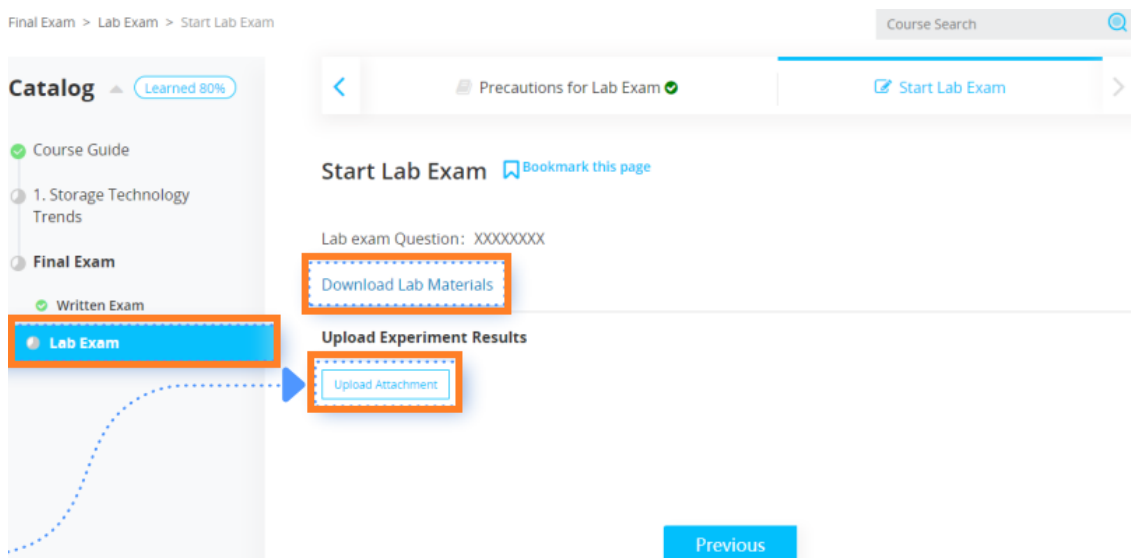 Final Exam > Lab Exam > Start Lab Exam
Course Search
Catalog
Learned 80%
Precautions for Lab Exam
Start Lab Exam
Course Guide
1. Storage Technology
Trends
Final Exam
Written Exam
Lab Exam
Start Lab Exam
Bookmark this page
Lab exam Question: XXXXXXXX
Download Lab Materials
Upload Experiment Results
Upload Attachment
Previous